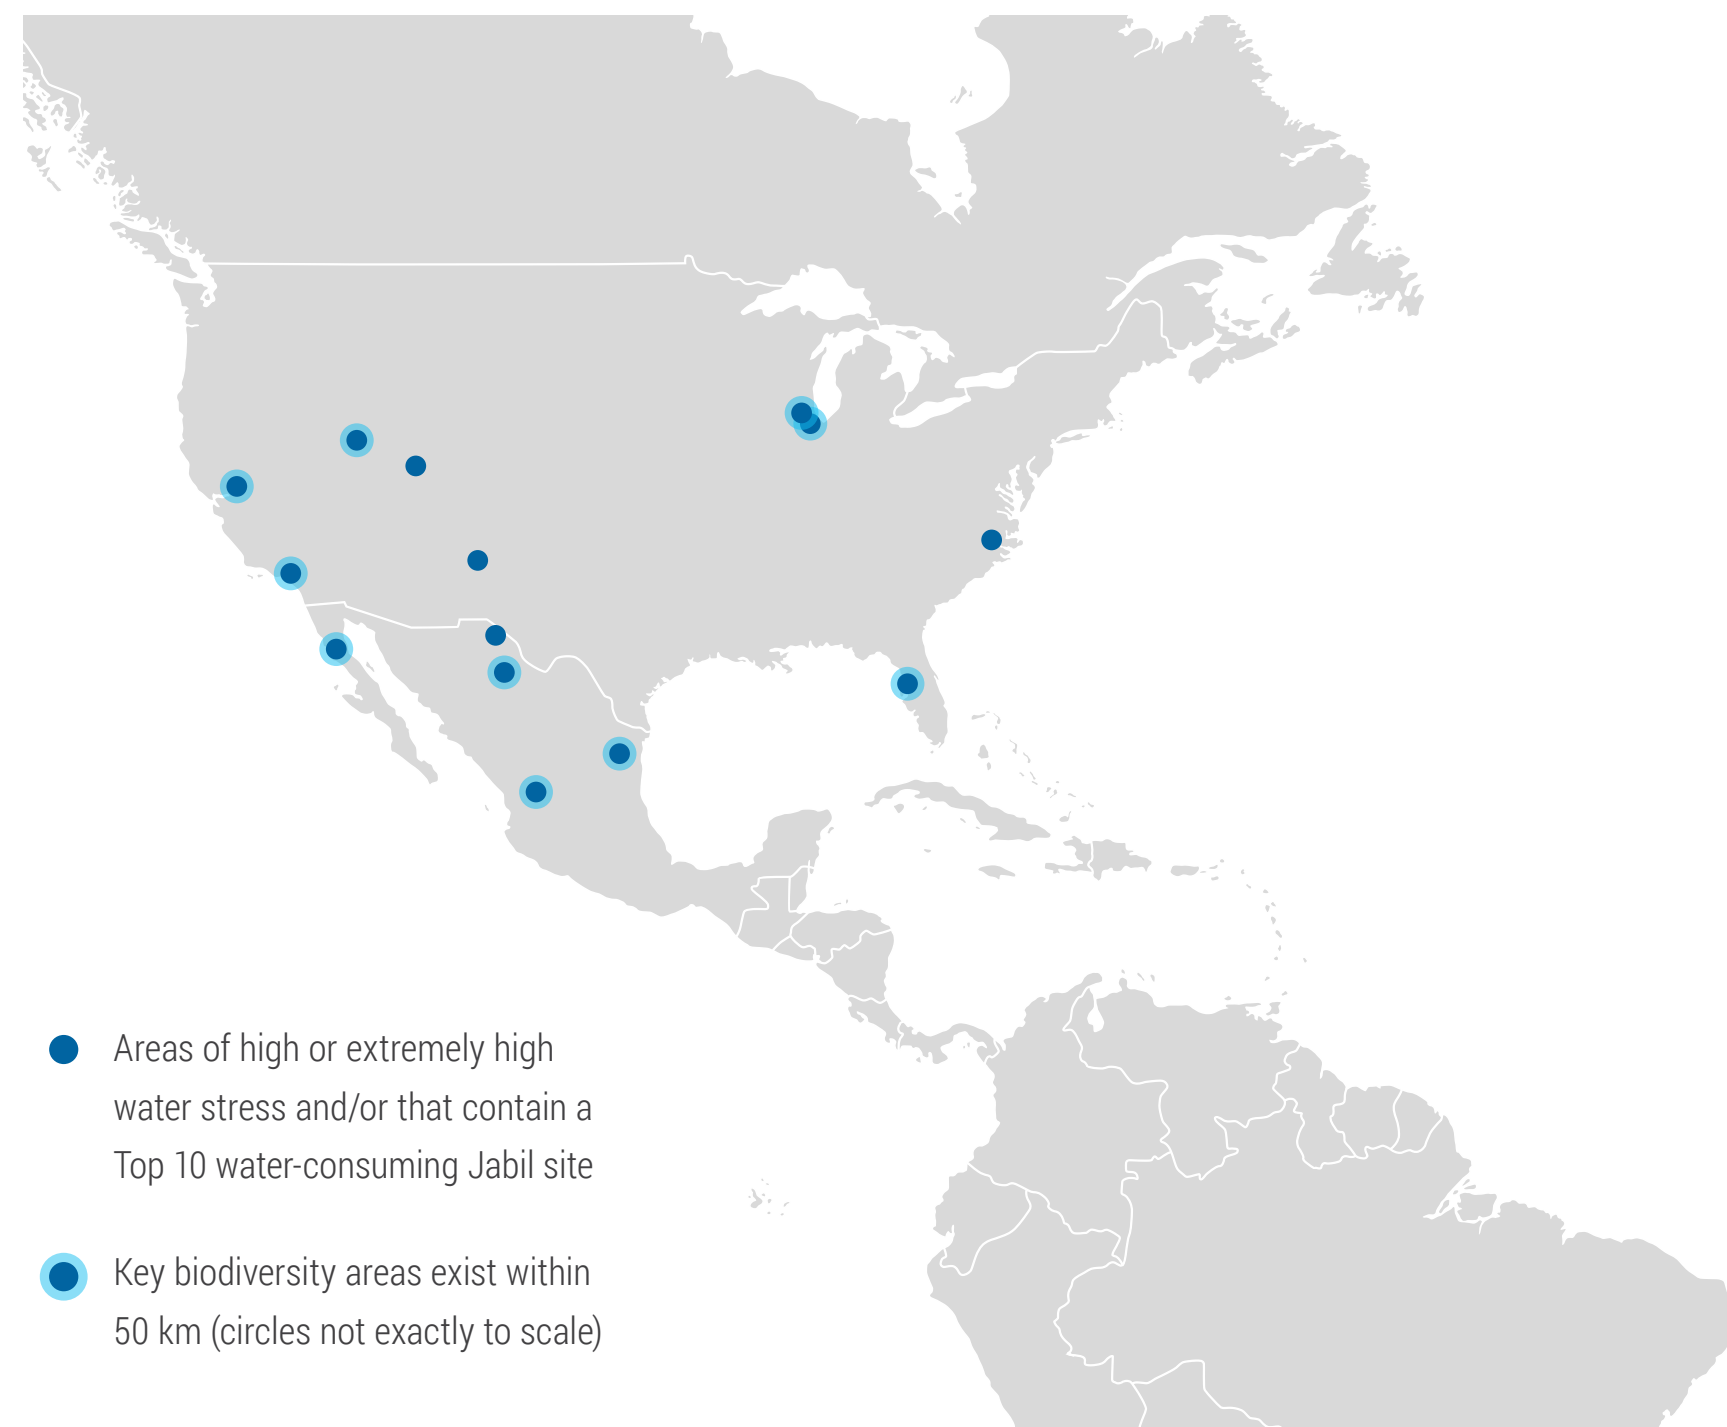 Areas of high or extremely high
water stress and/or that contain a
Top 10 water-consuming Jabil site
Key biodiversity areas exist within
50 km (circles not exactly to scale)